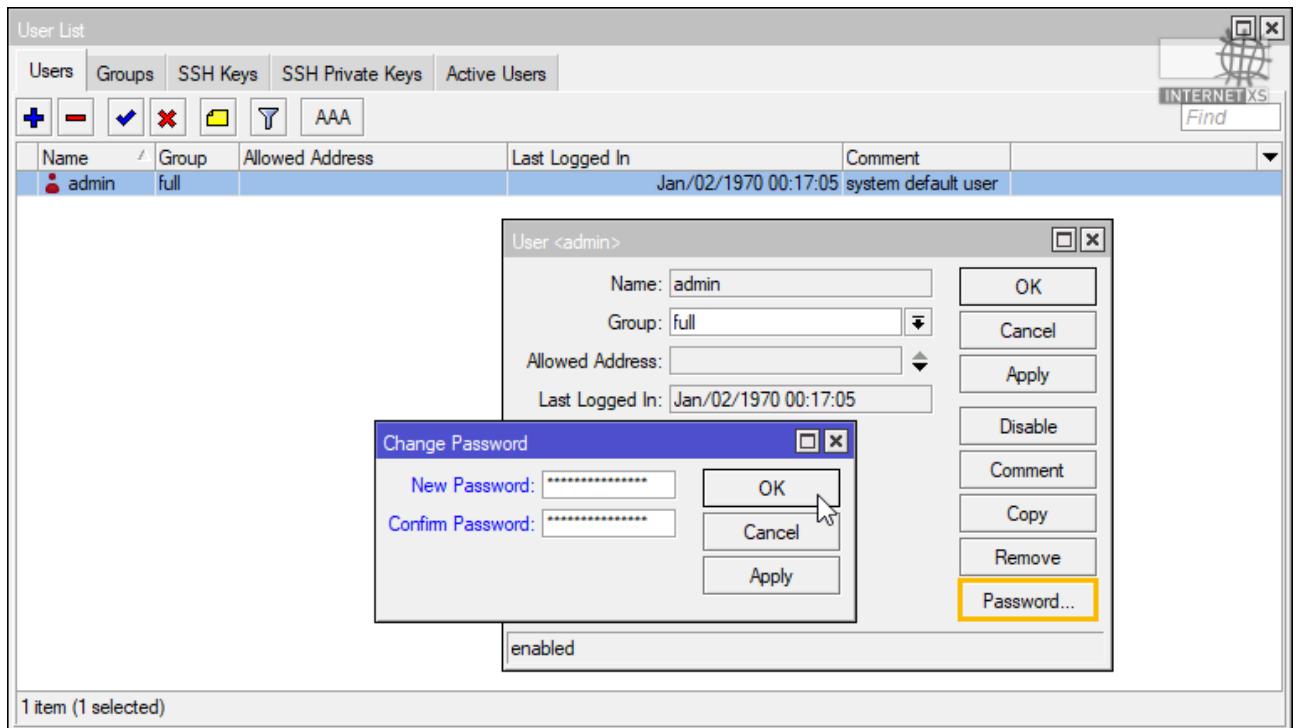 User List
Users Groups SSH Keys SSH Private Keys Active Users
INTERNET XS
AAA Find
Name Group Allowed Address Last Logged In Comment
admin full Jan/02/1970 00:17:05 system default user
User <admin>
Name: admin OK
Group: full Cancel
Allowed Address: Apply
Last Logged In: Jan/02/1970 00:17:05
Disable
Change Password
Comment
New Password: *************** OK
Copy
Confirm Password: *************** Cancel
Remove
Apply
Password...
enabled
1 item (1 selected)